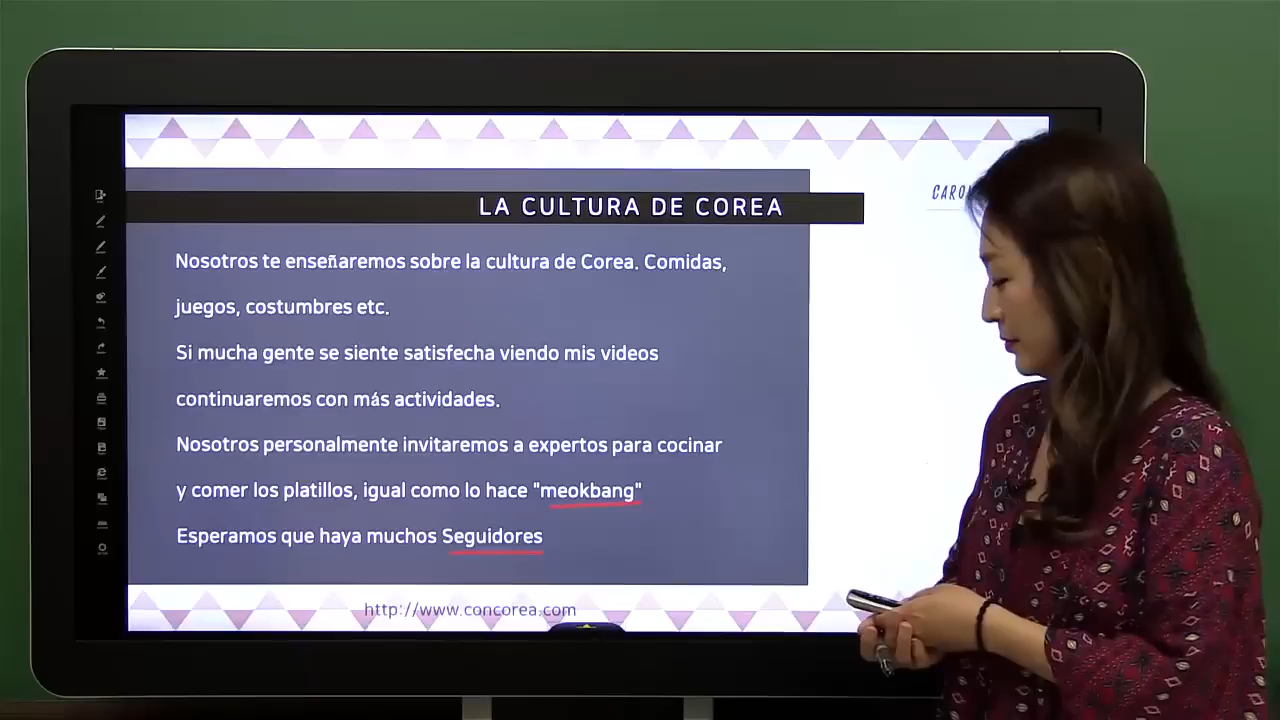 LA CULTURA DE COREA
Nosotros te enseñaremos sobre la cultura de Corea. Comidas,
juegos, costumbres etc.
Si mucha gente se siente satisfecha viendo mis videos
continuaremos con más actividades.
Nosotros personalmente invitaremos a expertos para cocinar
y comer los platillos, igual como lo hace "meokbang"
Esperamos que haya muchos Seguidores
http://www.concorea.com